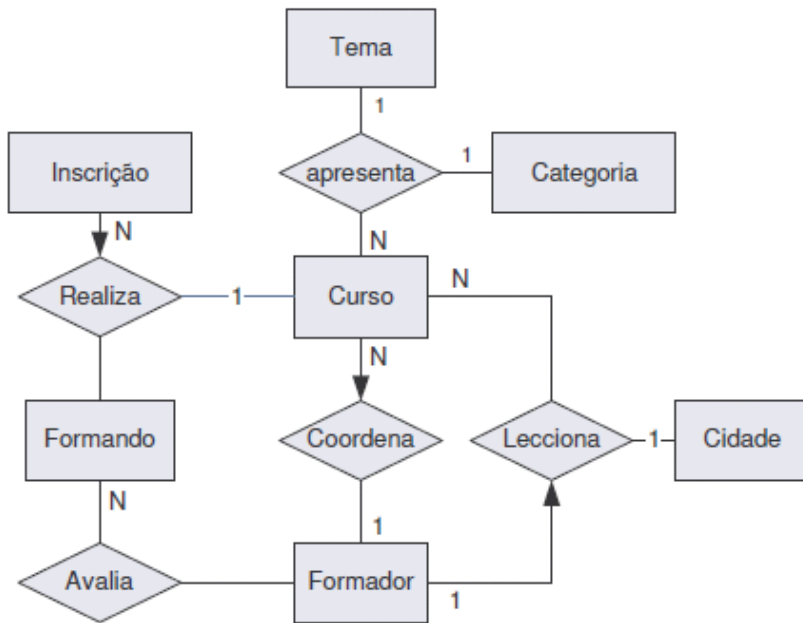 Tema
1
Inscrição
apresenta
1
Categoria
N
N
Realiza
1
Curso
N
N
Formando
Coordena
Lecciona
1
Cidade
N
1
Avalia
Formador
1